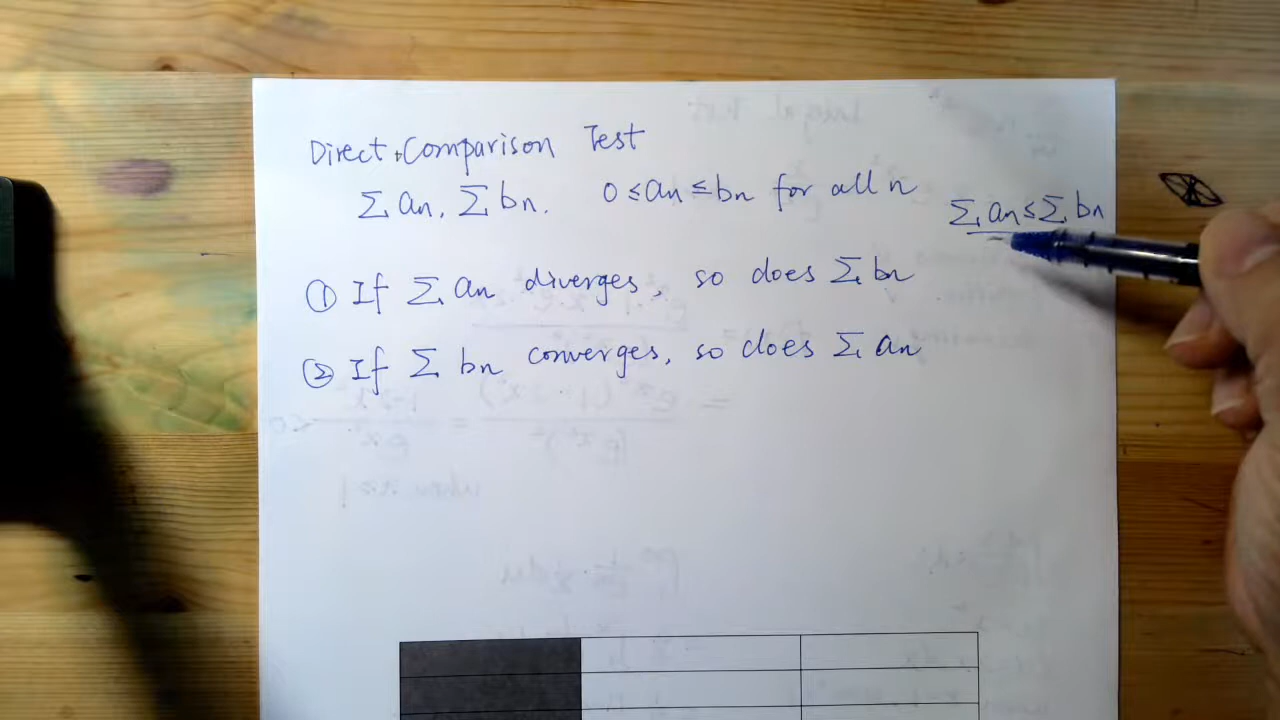 Direct Comparison Test
Σ an, Σ bn. 0 ≤ an ≤ bn for all n
Σ an ≤ Σ bn
① If Σ an diverges, so does Σ bn
② If Σ bn converges, so does Σ an